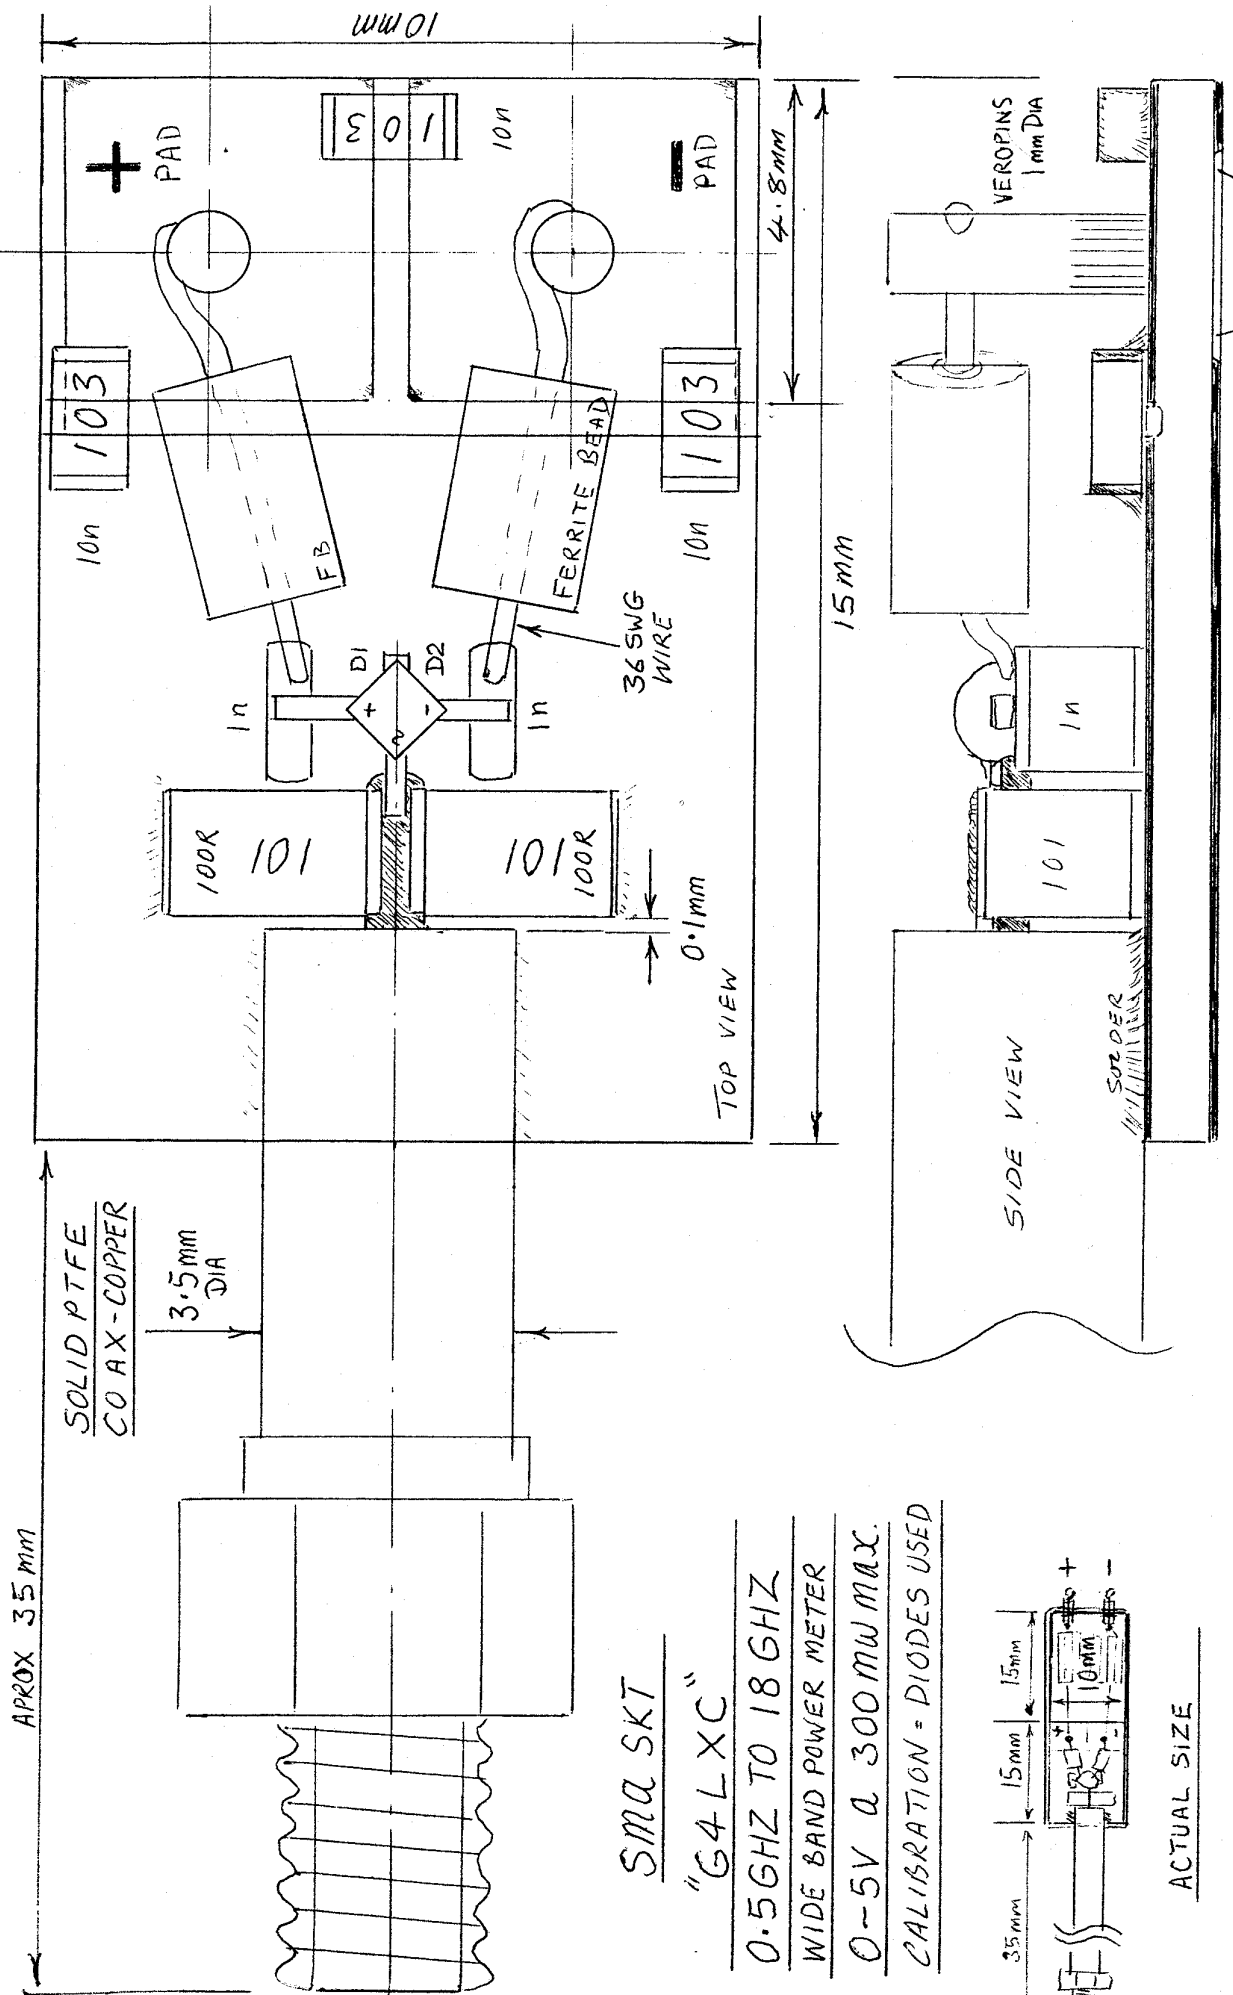 10mm
+
PAD
103
10n
-
PAD
4.8mm
103
10n
FB
103
10n
FERRITE BEAD
36 SWG
WIRE
15mm
1n
D1
D2
1n
+
-
~
100R
101
101
100R
0.1mm
TOP VIEW
VEROPINS
1mm DIA
1n
101
SIDE VIEW
SOLDER
APROX 35mm
SOLID PTFE
COAX-COPPER
3.5mm
DIA
SMA SKT
"G4LXC"
0.5GHZ TO 18GHZ
WIDE BAND POWER METER
0-5V a 300MW MAX.
CALIBRATION = DIODES USED
35mm
15mm
15mm
10mm
+
-
+
-
ACTUAL SIZE